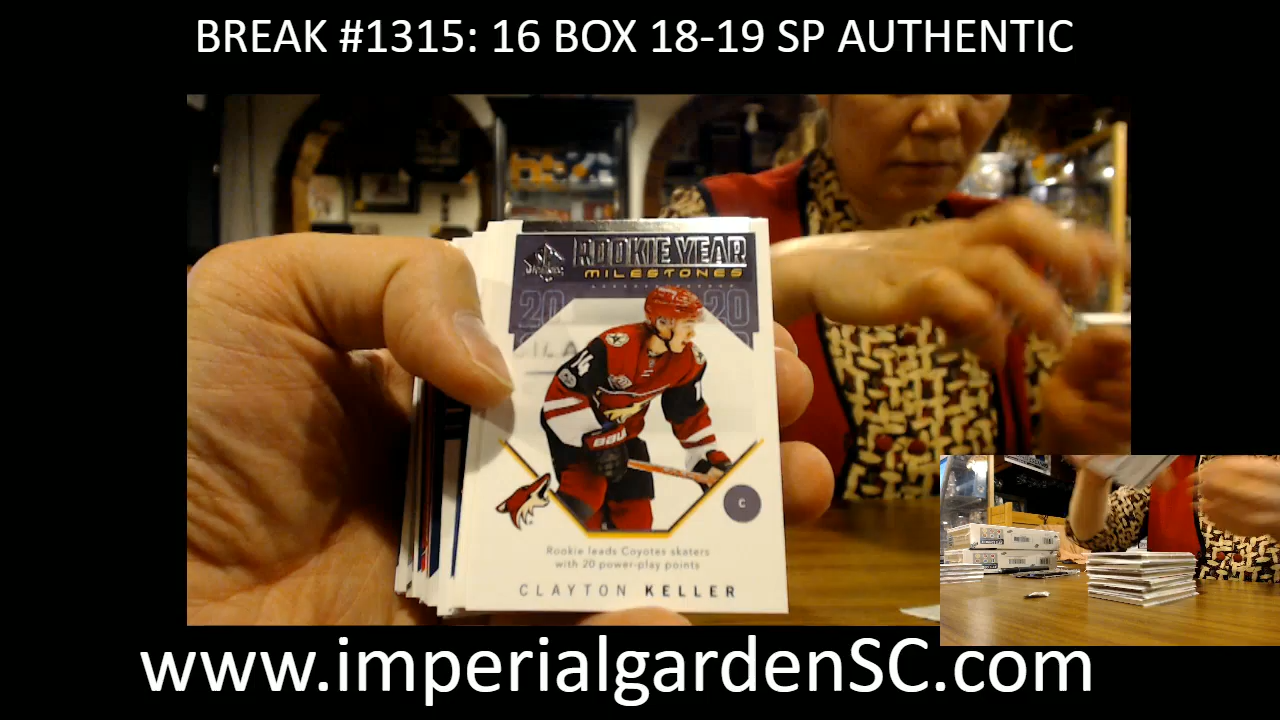 BREAK #1315: 16 BOX 18-19 SP AUTHENTIC
ROOKIE YEAR
MILESTONES
20 20
14
C
Rookie leads Coyotes skaters
with 20 power-play points
CLAYTON KELLER
www.imperialgardenSC.com